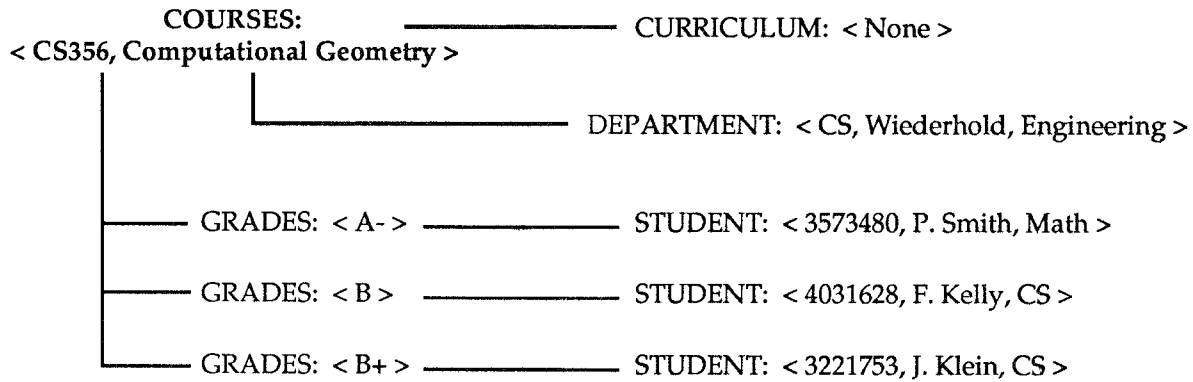 COURSES:
CURRICULUM: < None >
< CS356, Computational Geometry >
DEPARTMENT: < CS, Wiederhold, Engineering >
GRADES: < A- >
STUDENT: < 3573480, P. Smith, Math >
GRADES: < B >
STUDENT: < 4031628, F. Kelly, CS >
GRADES: < B+ >
STUDENT: < 3221753, J. Klein, CS >